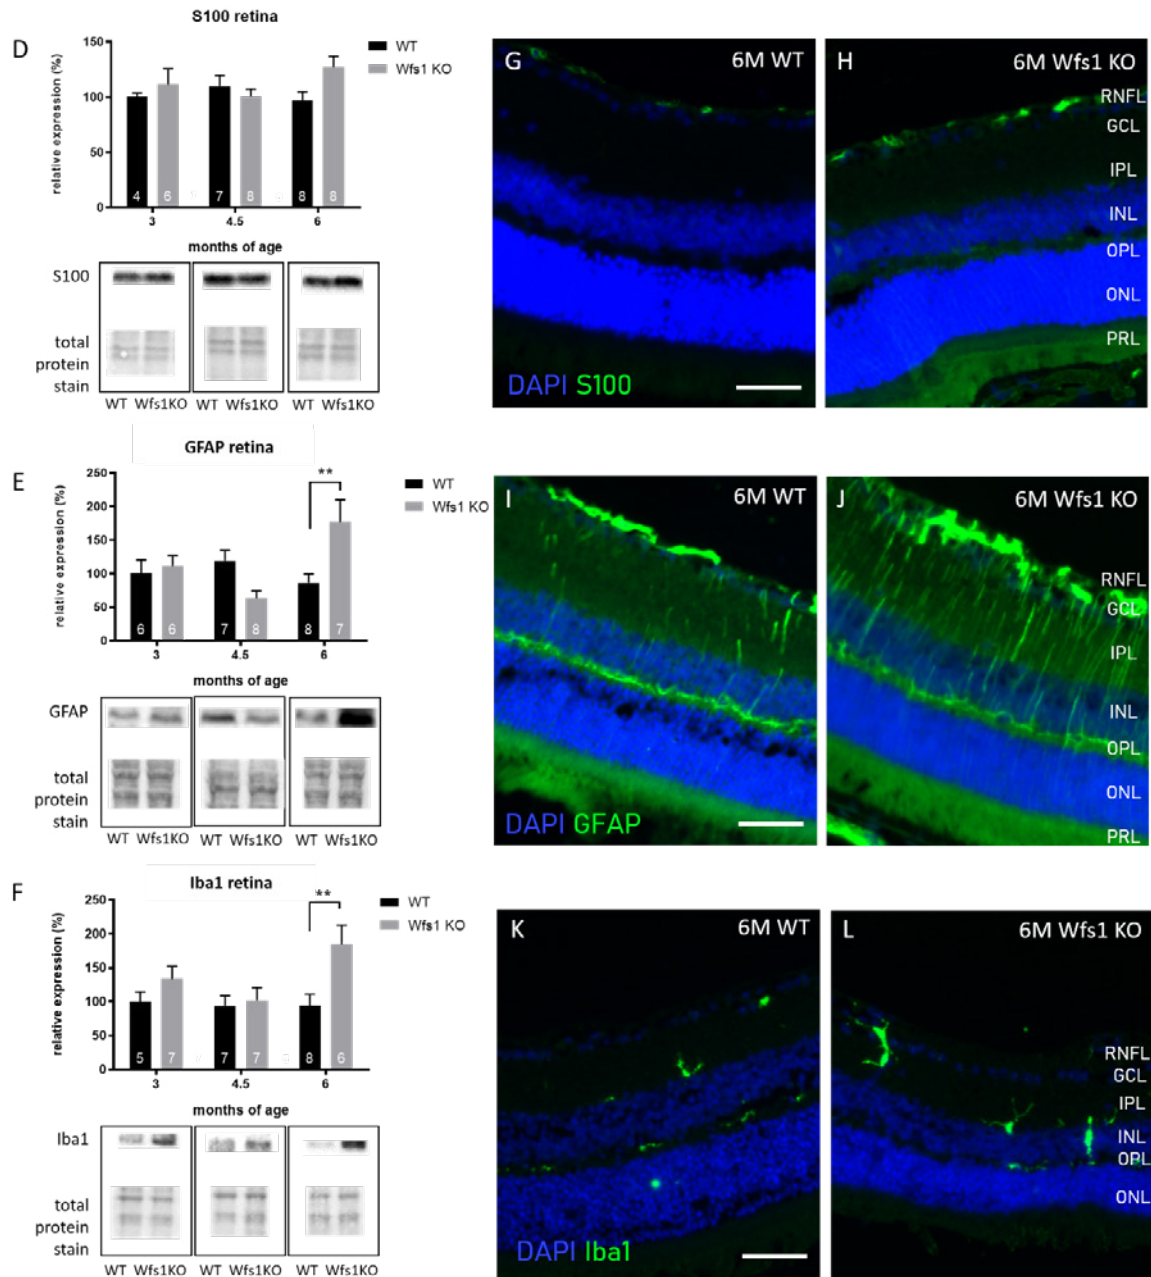 S100 retina
D
150
100
50
0
relative expression (%)
WT
Wfs1 KO
4 6 7 8 8 8
3 4.5 6
months of age
S100
total
protein
stain
WT Wfs1KO WT Wfs1KO WT Wfs1KO
G 6M WT
DAPI S100
H 6M Wfs1 KO
RNFL
GCL
IPL
INL
OPL
ONL
PRL
GFAP retina
E
250
200
150
100
50
0
relative expression (%)
WT
Wfs1 KO
**
6 6 7 8 8 7
3 4.5 6
months of age
GFAP
total
protein
stain
WT Wfs1KO WT Wfs1KO WT Wfs1KO
I 6M WT
DAPI GFAP
J 6M Wfs1 KO
RNFL
GCL
IPL
INL
OPL
ONL
PRL
Iba1 retina
F
250
200
150
100
50
0
relative expression (%)
WT
Wfs1 KO
**
5 7 7 7 8 6
3 4.5 6
months of age
Iba1
total
protein
stain
WT Wfs1KO WT Wfs1KO WT Wfs1KO
K 6M WT
DAPI Iba1
L 6M Wfs1 KO
RNFL
GCL
IPL
INL
OPL
ONL